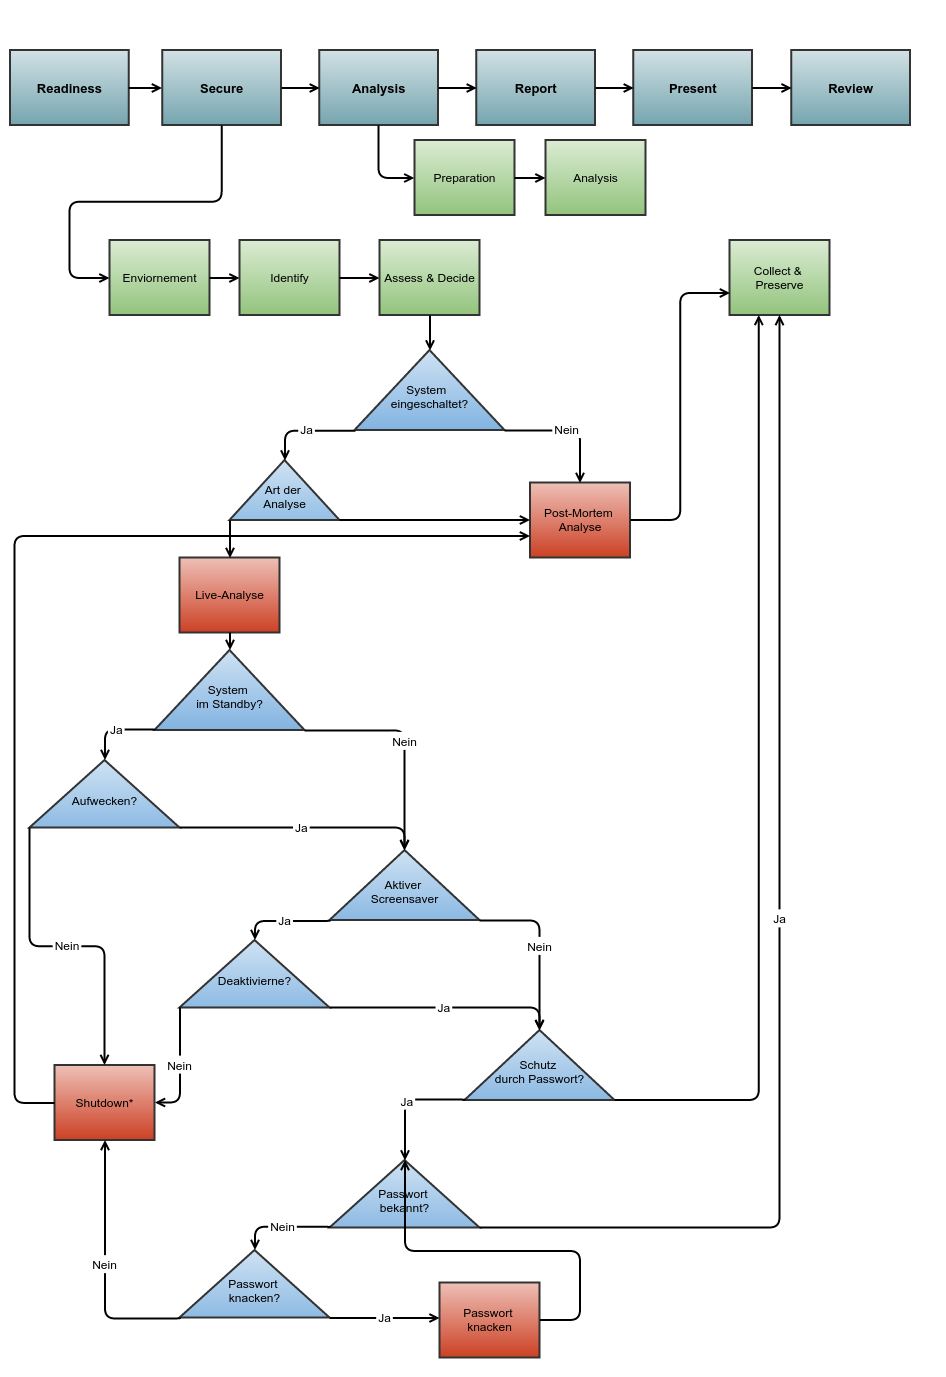 Readiness
Secure
Analysis
Report
Present
Review
Preparation
Analysis
Enviornement
Identify
Assess & Decide
Collect &
Preserve
System
eingeschaltet?
Ja
Nein
Art der
Analyse
Post-Mortem
Analyse
Live-Analyse
System
im Standby?
Ja
Nein
Aufwecken?
Ja
Aktiver
Screensaver
Ja
Nein
Nein
Deaktivierne?
Ja
Ja
Nein
Schutz
durch Passwort?
Shutdown*
Ja
Passwort
bekannt?
Nein
Nein
Passwort
knacken?
Ja
Passwort
knacken